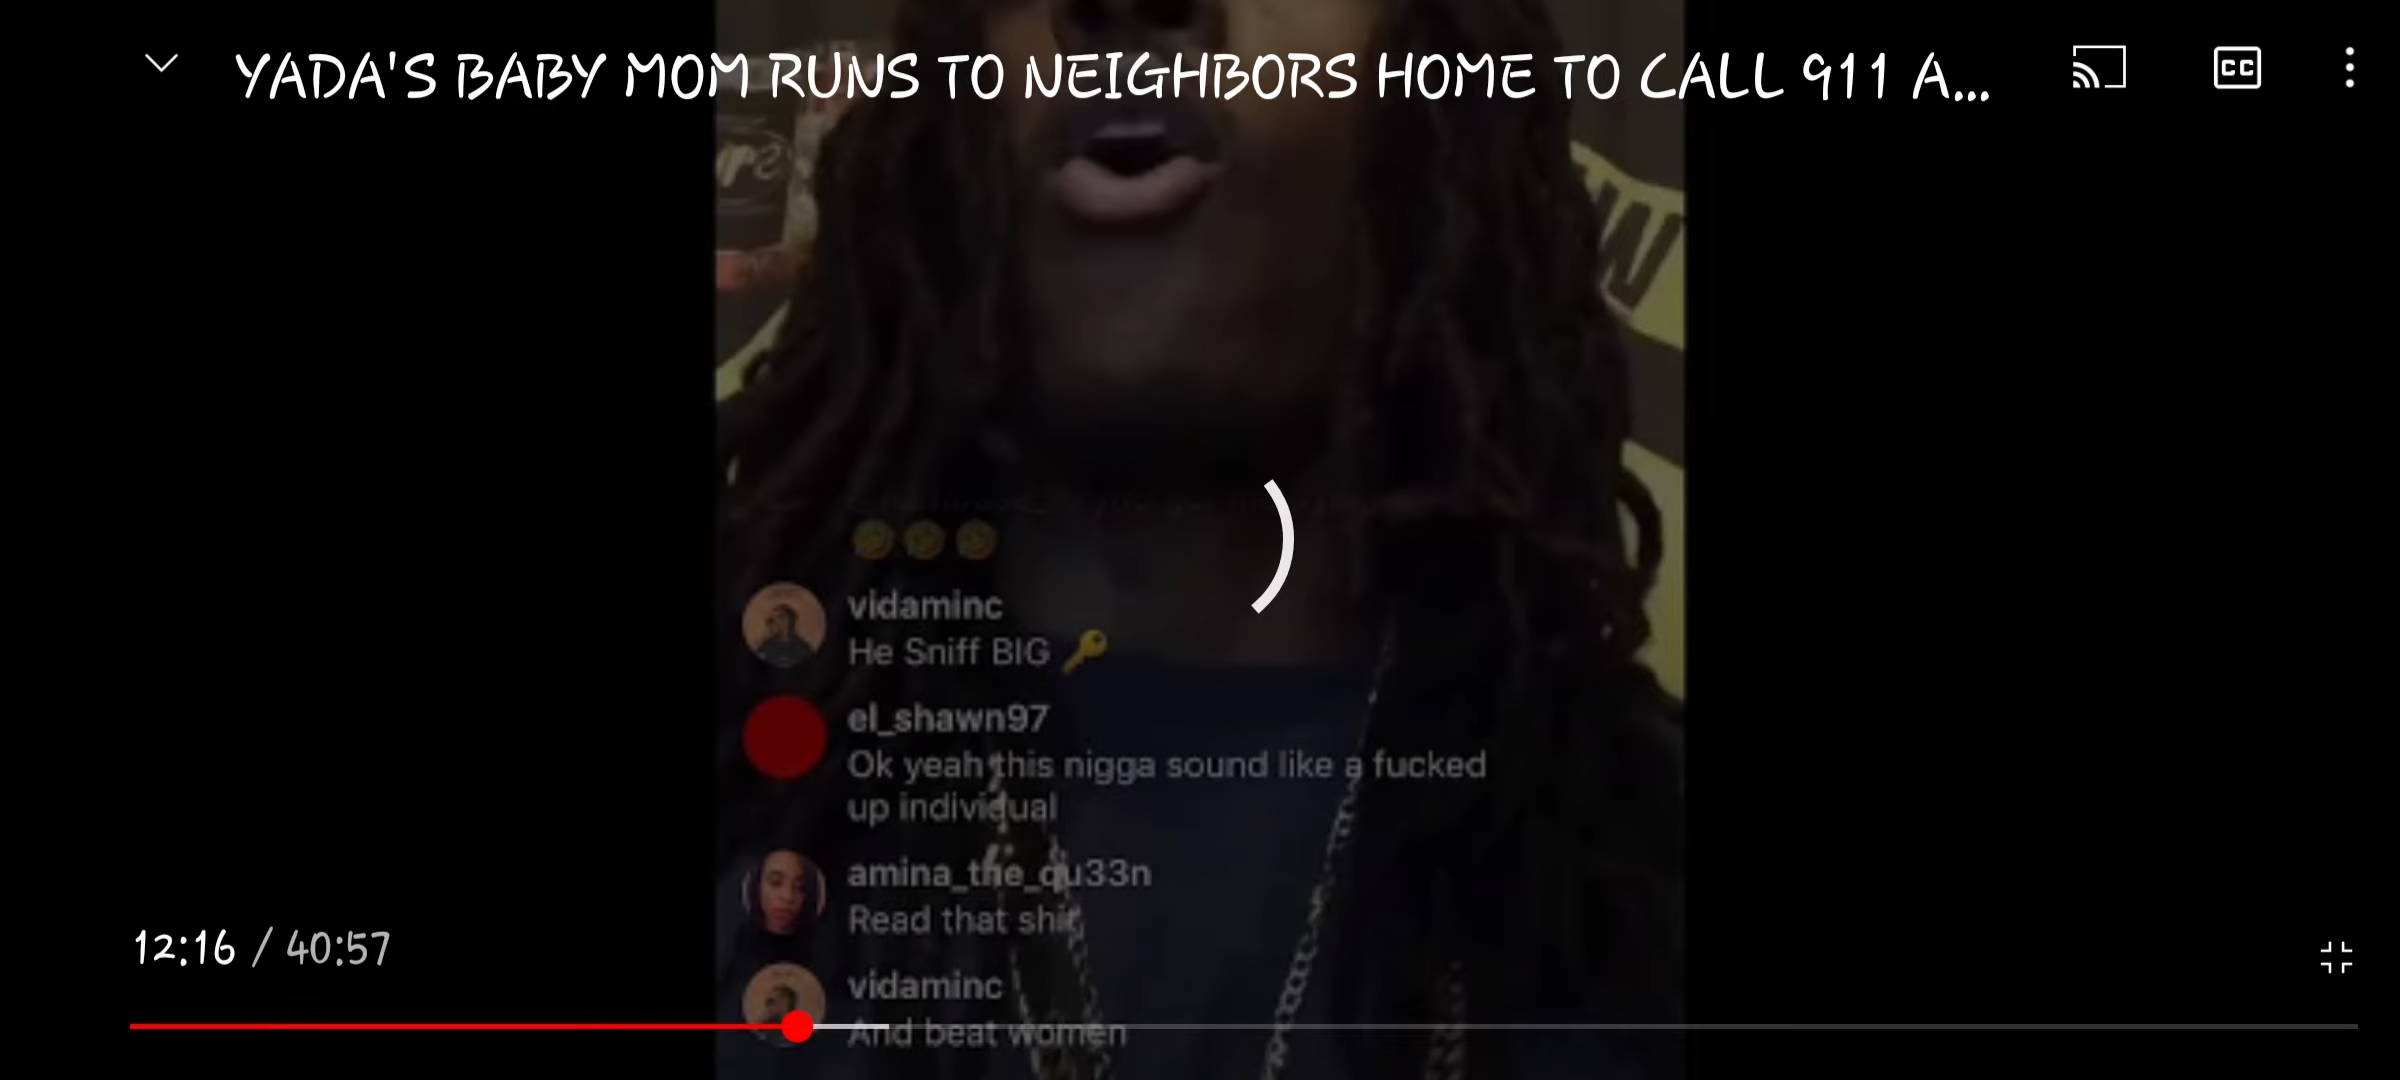 YADA'S BABY MOM RUNS TO NEIGHBORS HOME TO CALL 911 A...
CC
W
🤣🤣🤣
vidaminc
He Sniff BIG 🔑
el_shawn97
Ok yeah this nigga sound like a fucked
up individual
amina_the_qu33n
Read that shit
12:16 / 40:57
vidaminc
And beat women